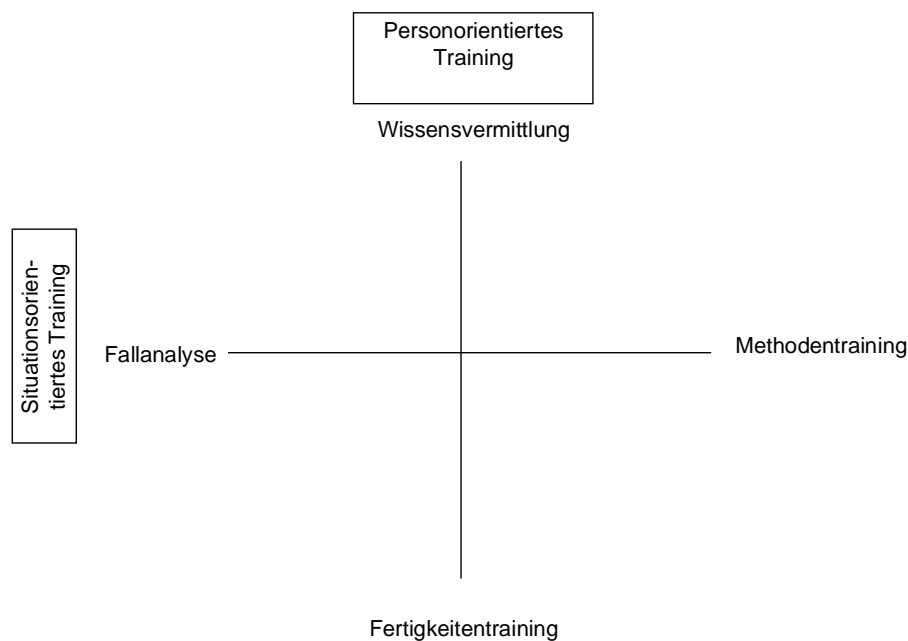 Personorientiertes
Training
Wissensvermittlung
Situationsorien-
tiertes Training
Fallanalyse
Methodentraining
Fertigkeitentraining